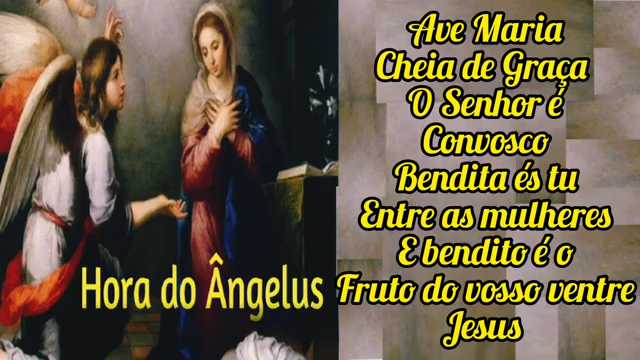 Hora do Ângelus
Ave Maria
Cheia de Graça
O Senhor é
Convosco
Bendita és tu
Entre as mulheres
E bendito é o
Fruto do vosso ventre
Jesus